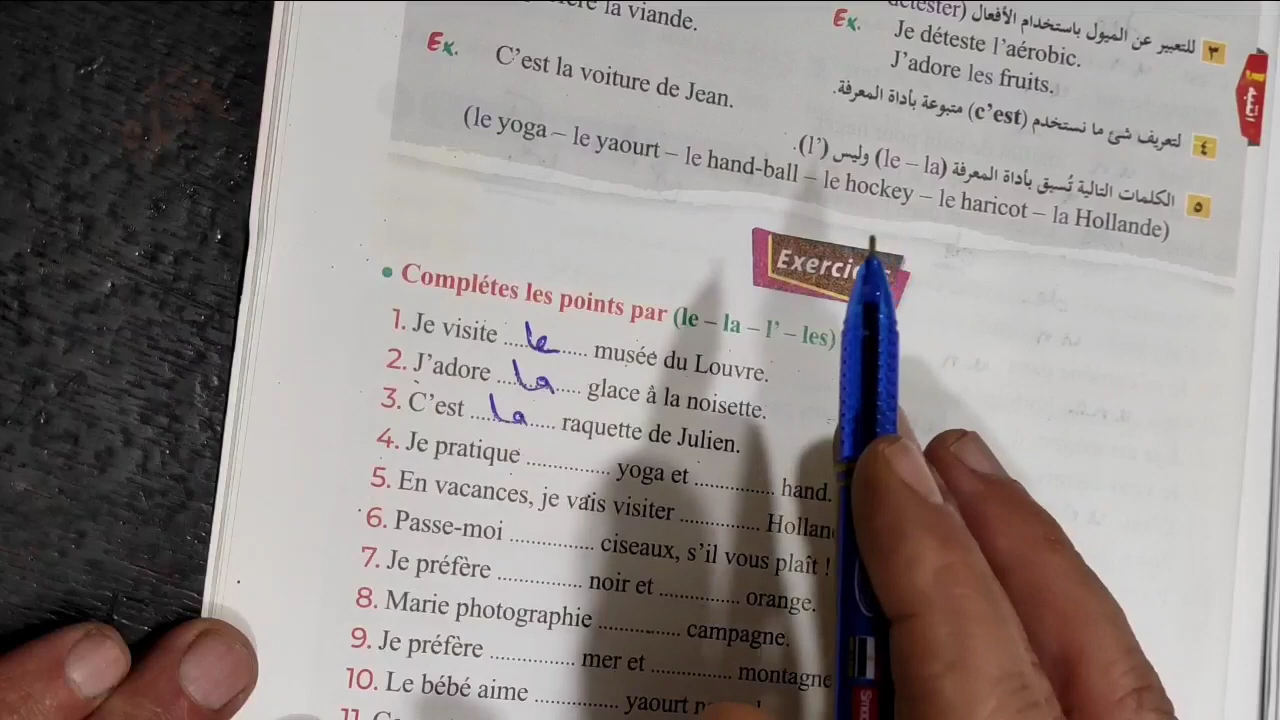 la viande.
Ex. C'est la voiture de Jean.
٣ للتعبير عن الميول باستخدام الأفعال
Ex. Je déteste l'aérobic.
J'adore les fruits.
٤ لتعريف شئ ما نستخدم (c'est) متبوعة بأداة المعرفة.
٥ الكلمات التالية تُسبق بأداة المعرفة (le – la) وليس (l').
(le yoga – le yaourt – le hand-ball – le hockey – le haricot – la Hollande)
انتبه
• Complétes les points par (le – la – l' – les)
1. Je visite ....le...... musée du Louvre.
2. J'adore ....la..... glace à la noisette.
3. C'est ....la..... raquette de Julien.
4. Je pratique .............. yoga et .............. hand.
5. En vacances, je vais visiter ..............
6. Passe-moi .............. ciseaux, s'il vous plaît !
7. Je préfère .............. noir et .............. orange.
8. Marie photographie .............. campagne.
9. Je préfère .............. mer et .............. montagne
10. Le bébé aime .............. yaourt
11.